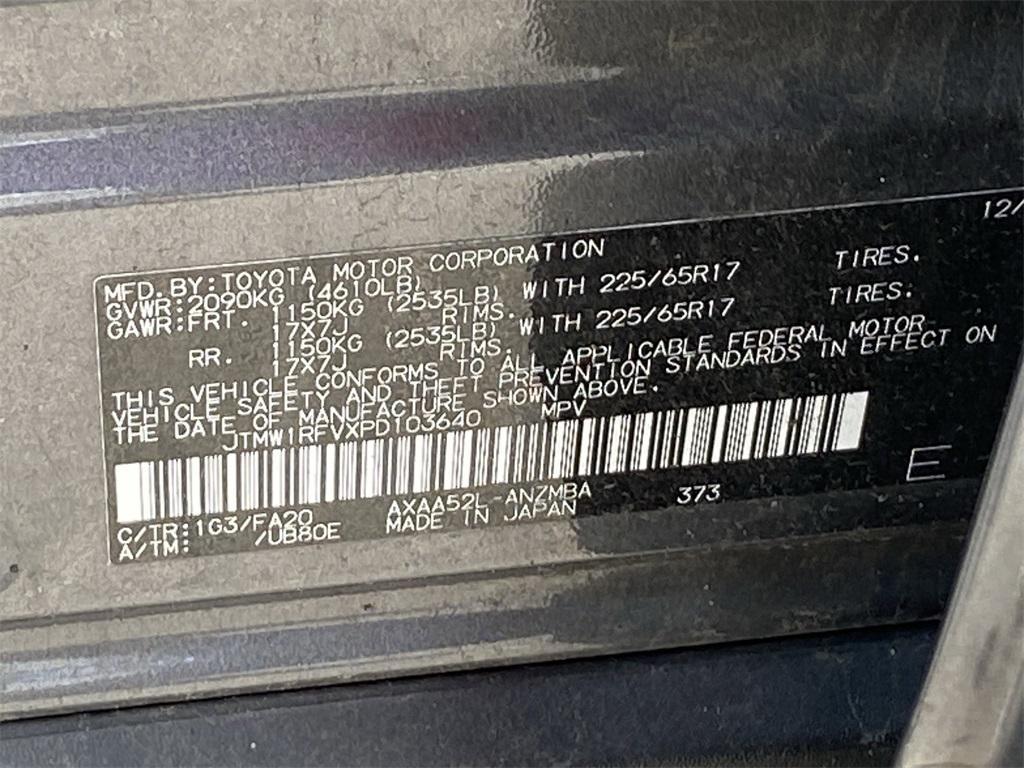 12/
MFD.BY:TOYOTA MOTOR CORPORATION
GVWR:2090KG (4610LB)
GAWR:FRT. 1150KG (2535LB) WITH 225/65R17 TIRES.
17X7J RIMS.
RR. 1150KG (2535LB) WITH 225/65R17 TIRES.
17X7J RIMS.
THIS VEHICLE CONFORMS TO ALL APPLICABLE FEDERAL MOTOR
VEHICLE SAFETY AND THEFT PREVENTION STANDARDS IN EFFECT ON
THE DATE OF MANUFACTURE SHOWN ABOVE.
JTMW1RFVXPD103640 MPV
E
C/TR:1G3/FA20 AXAA52L-ANZMBA 373
A/TM: /UB80E MADE IN JAPAN